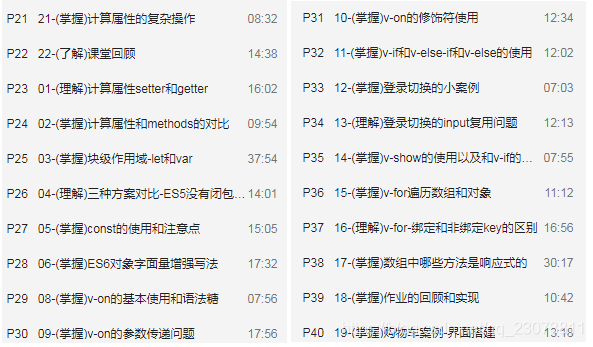 P21 21-(掌握)计算属性的复杂操作 08:32
P22 22-(了解)课堂回顾 14:38
P23 01-(理解)计算属性setter和getter 16:02
P24 02-(掌握)计算属性和methods的对比 09:54
P25 03-(掌握)块级作用域-let和var 37:54
P26 04-(理解)三种方案对比-ES5没有闭包... 14:01
P27 05-(掌握)const的使用和注意点 15:05
P28 06-(掌握)ES6对象字面量增强写法 17:32
P29 08-(掌握)v-on的基本使用和语法糖 07:56
P30 09-(掌握)v-on的参数传递问题 17:56
P31 10-(掌握)v-on的修饰符使用 12:34
P32 11-(掌握)v-if和v-else-if和v-else的使用 12:02
P33 12-(掌握)登录切换的小案例 07:03
P34 13-(理解)登录切换的input复用问题 12:13
P35 14-(掌握)v-show的使用以及和v-if的... 07:55
P36 15-(掌握)v-for遍历数组和对象 11:12
P37 16-(理解)v-for-绑定和非绑定key的区别 16:56
P38 17-(掌握)数组中哪些方法是响应式的 30:17
P39 18-(掌握)作业的回顾和实现 10:42
P40 19-(掌握)购物车案例-界面搭建 13:18